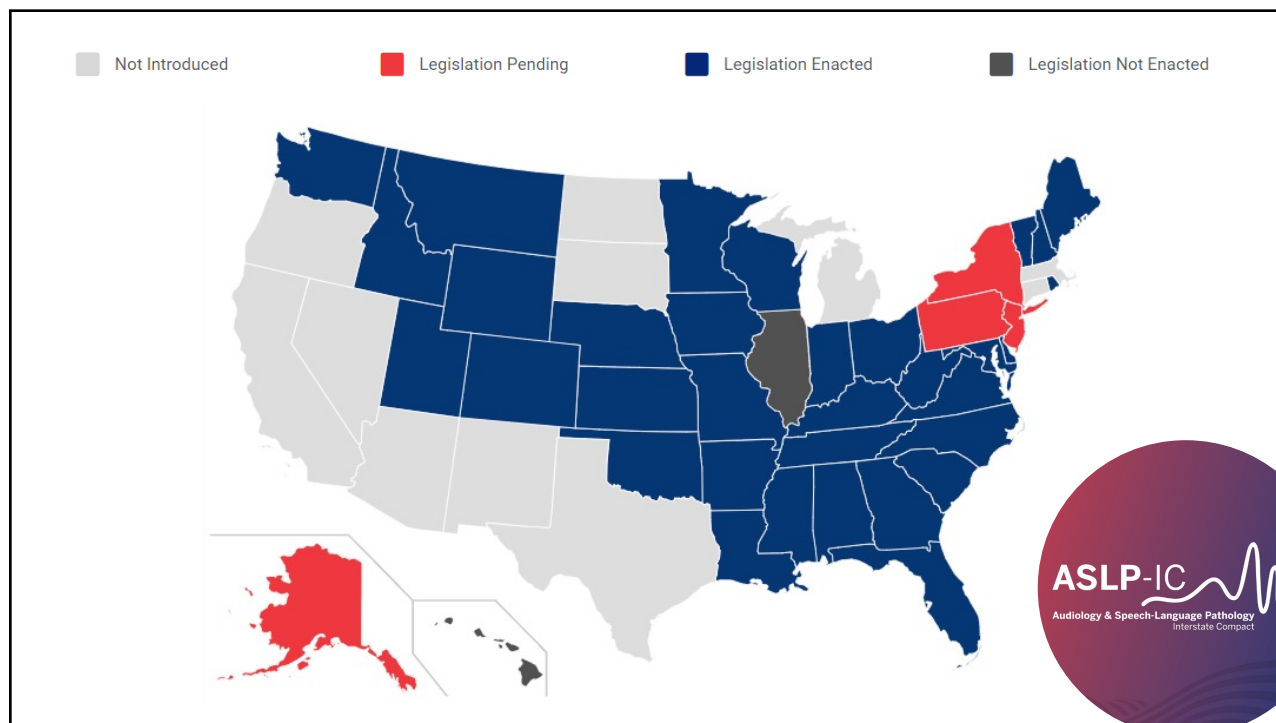 Not Introduced
Legislation Pending
Legislation Enacted
Legislation Not Enacted
ASLP-IC
Audiology & Speech-Language Pathology
Interstate Compact